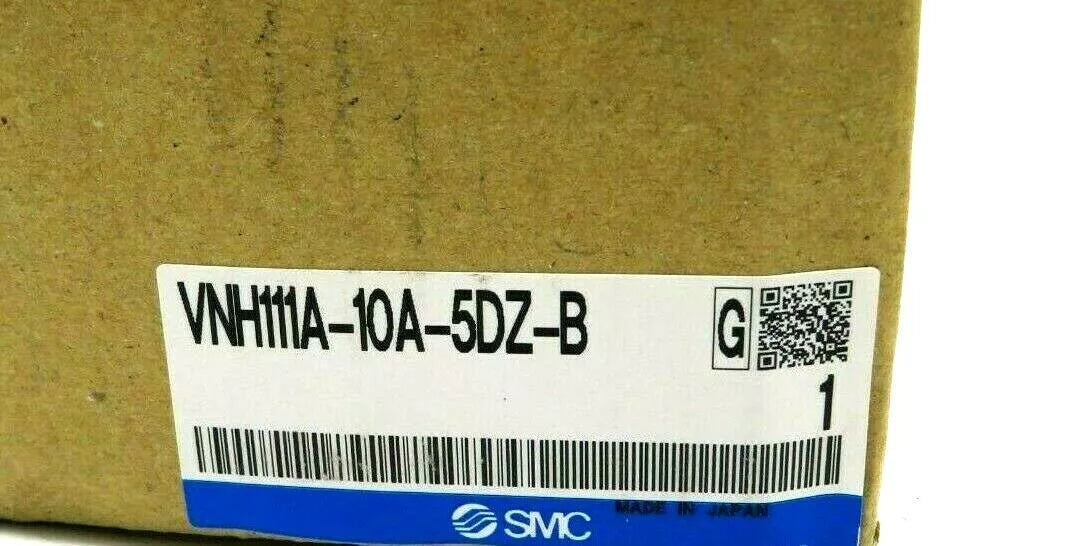 VNH111A-10A-5DZ-B
G
1
MADE IN JAPAN
SMC